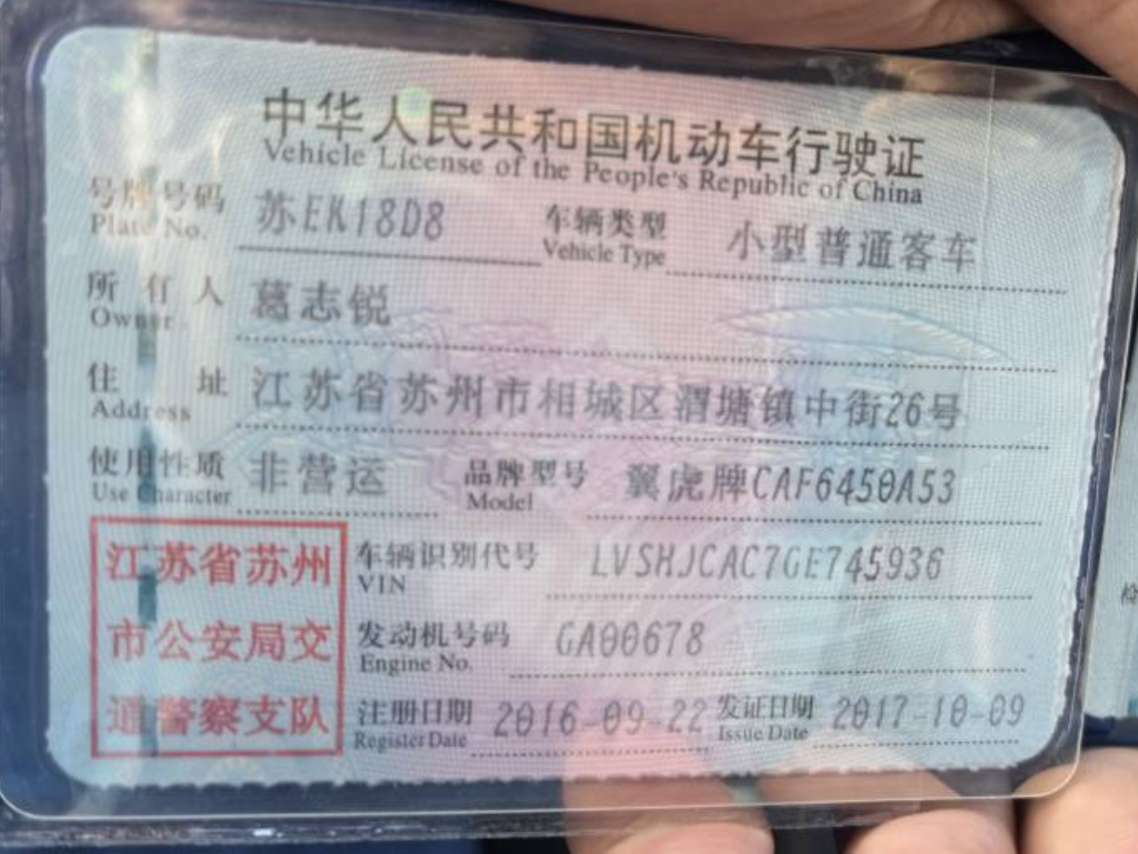 中华人民共和国机动车行驶证
Vehicle License of the People's Republic of China
号牌号码 苏EK18D8 车辆类型 小型普通客车
Plate No. Vehicle Type
所有人 葛志锐
Owner
住址 江苏省苏州市相城区渭塘镇中街26号
Address
使用性质 非营运 品牌型号 翼虎牌CAF6450A53
Use Character Model
江苏省苏州 车辆识别代号 LVSHJCAC7GE745936
VIN
市公安局交 发动机号码 GA00678
Engine No.
通警察支队 注册日期 2016-09-22 发证日期 2017-10-09
Register Date Issue Date